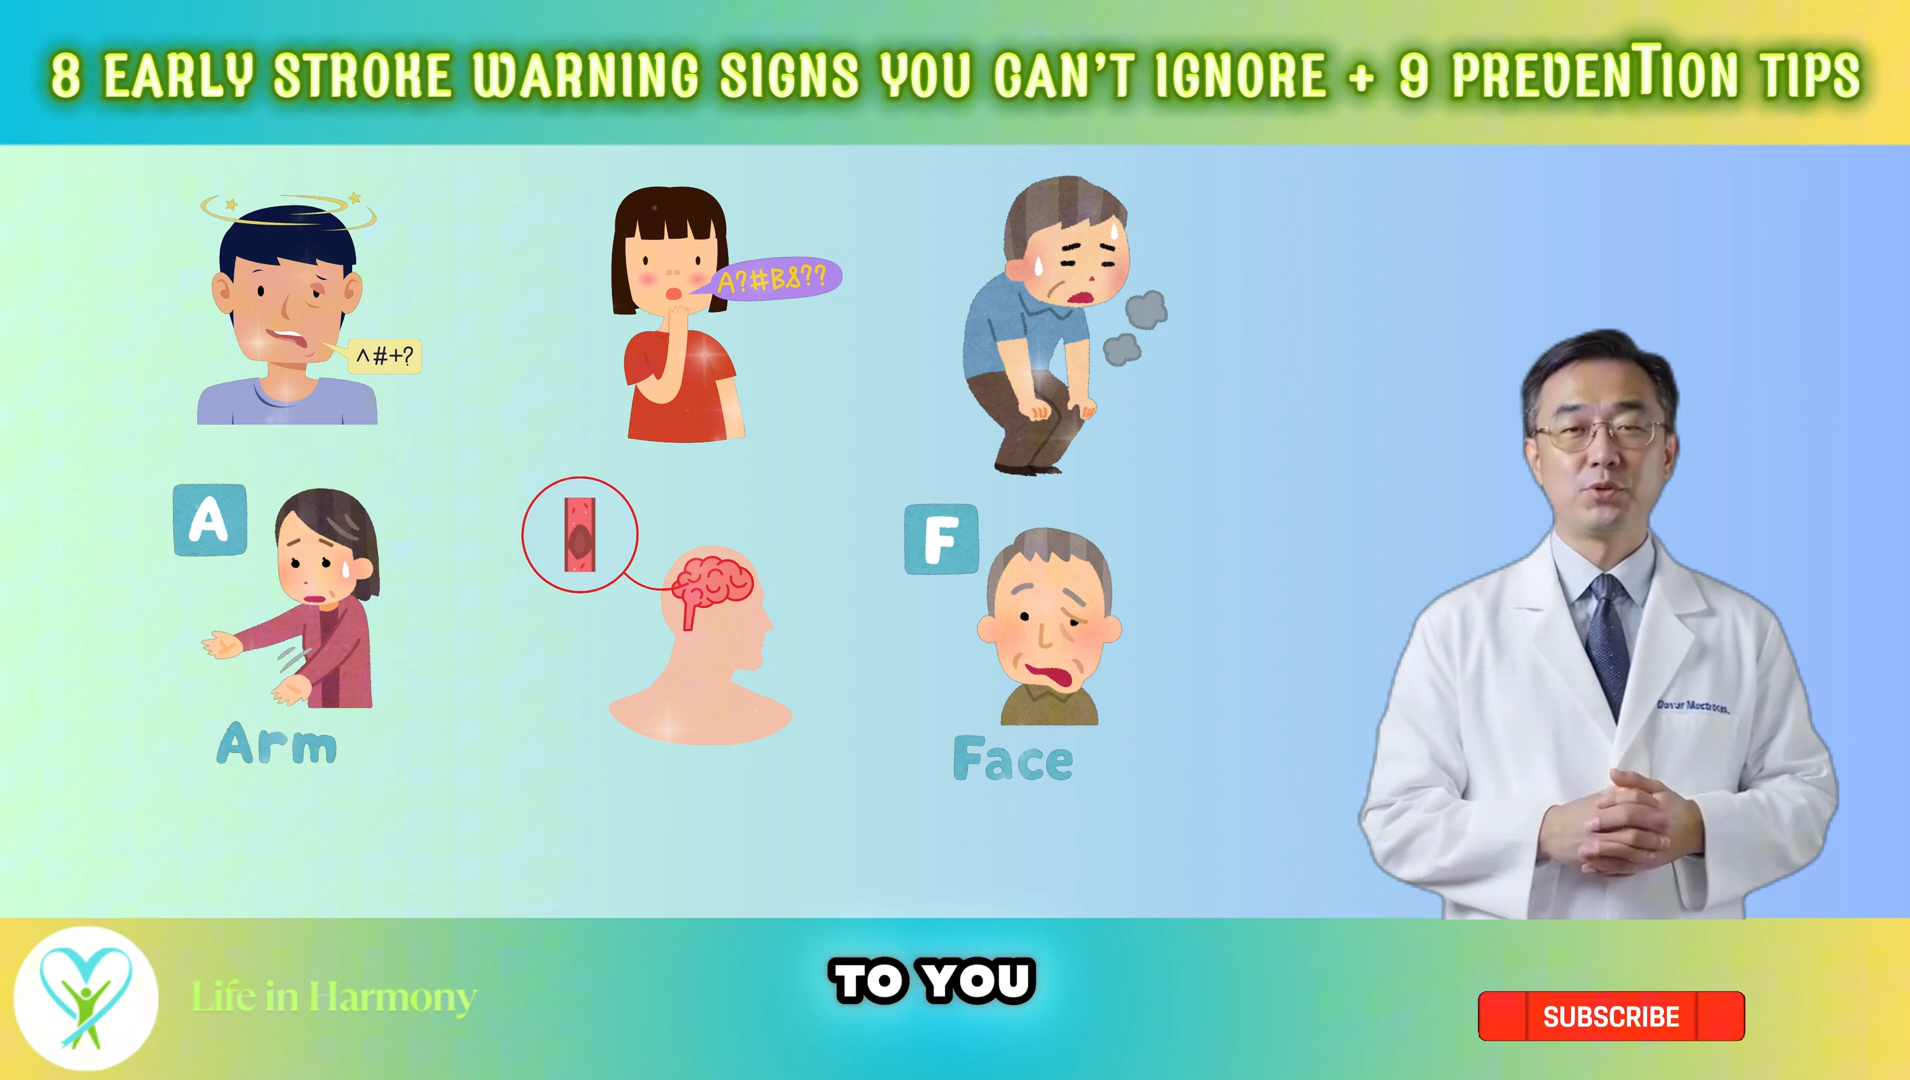 8 EARLY STROKE WARNING SIGNS YOU CAN'T IGNORE + 9 PREVENTION TIPS
^#+?
A?#B&??
A
Arm
F
Face
Life in Harmony
TO YOU
SUBSCRIBE